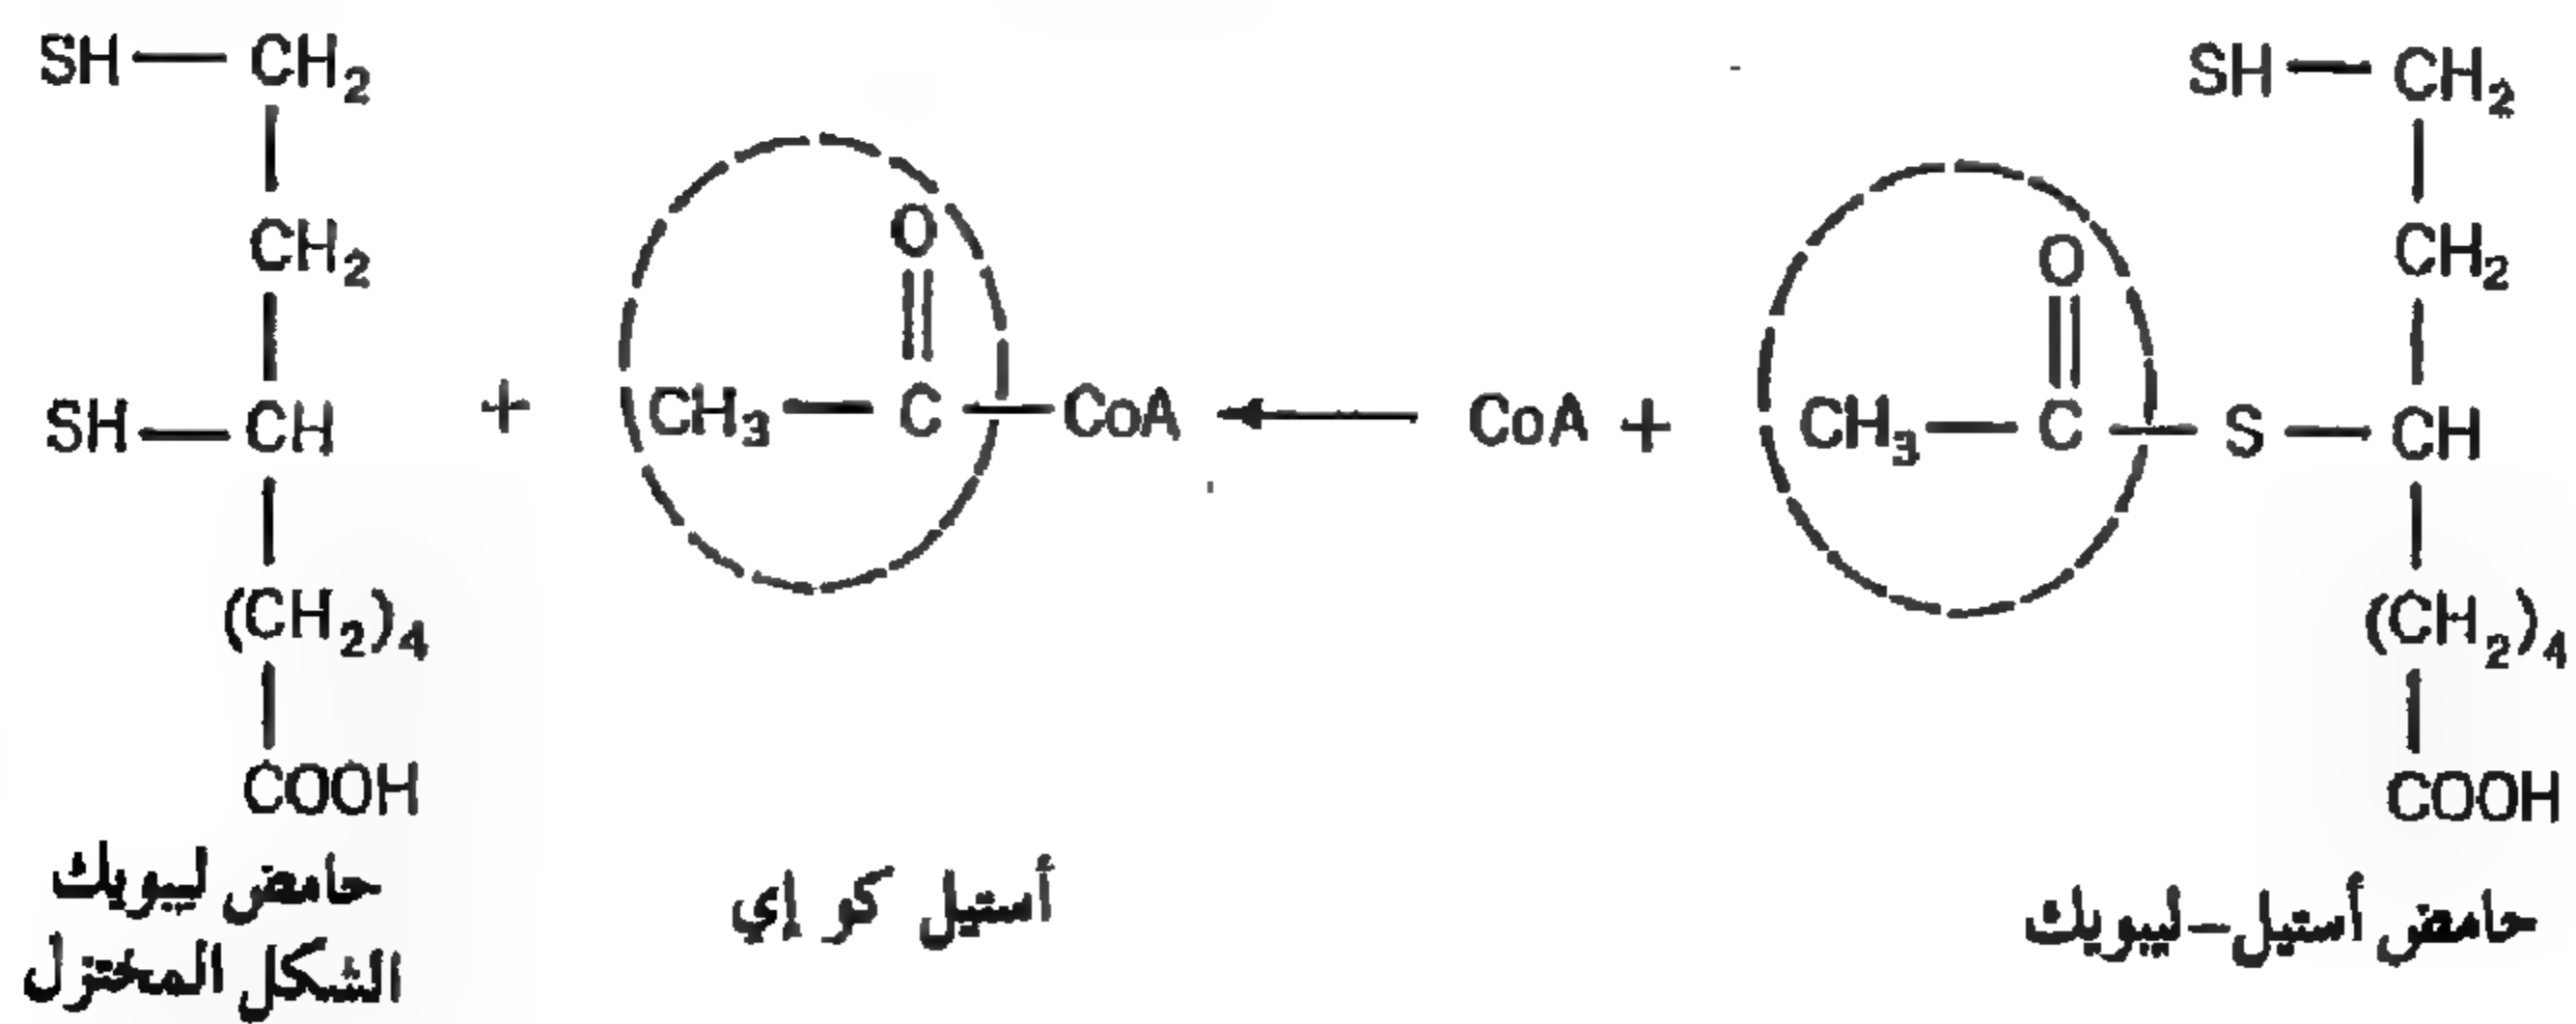 SH — CH₂
CH₂
SH — CH
(CH₂)₄
COOH
حامض ليبويك
الشكل المختزل
+
O
CH₃ — C — CoA
أستيل كو إي
←
CoA +
SH — CH₂
CH₂
O
CH₃ — C — S — CH
(CH₂)₄
COOH
حامض أستيل-ليبويك